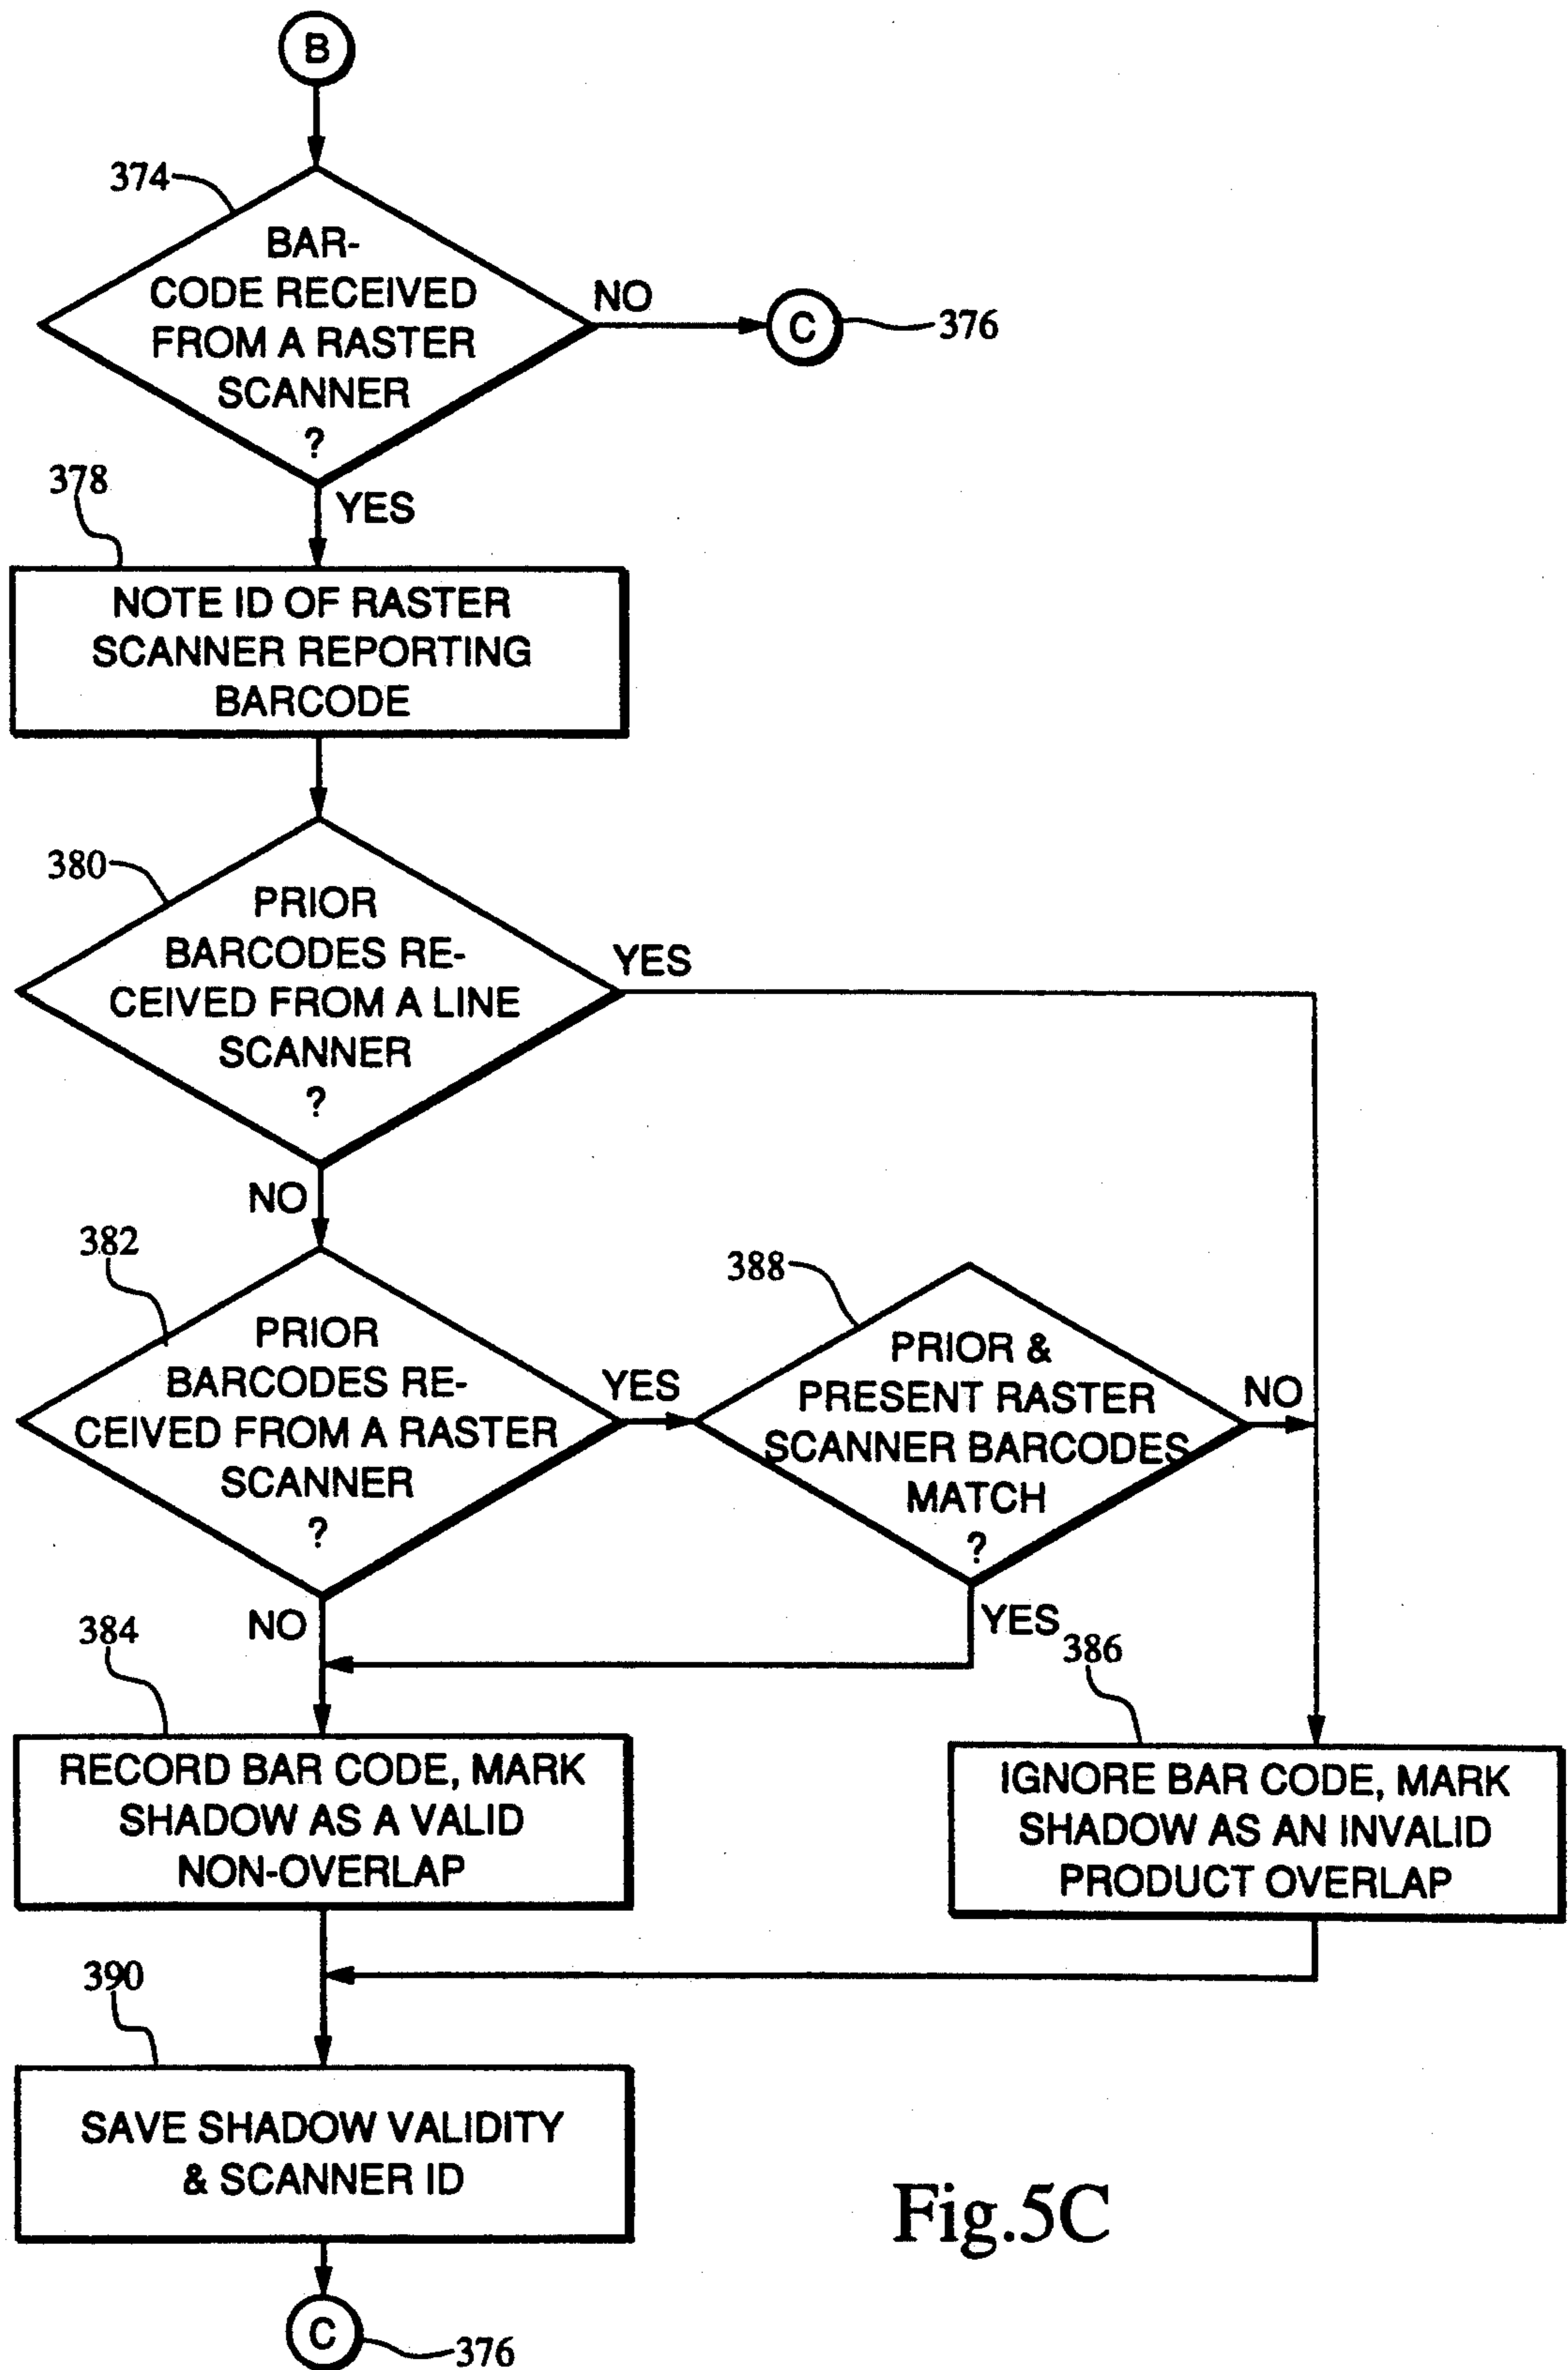 B
374
BAR-
CODE RECEIVED
FROM A RASTER
SCANNER
?
NO
C
376
YES
378
NOTE ID OF RASTER
SCANNER REPORTING
BARCODE
380
PRIOR
BARCODES RE-
CEIVED FROM A LINE
SCANNER
?
YES
NO
382
PRIOR
BARCODES RE-
CEIVED FROM A RASTER
SCANNER
?
YES
388
PRIOR &
PRESENT RASTER
SCANNER BARCODES
MATCH
?
NO
NO
YES
384
RECORD BAR CODE, MARK
SHADOW AS A VALID
NON-OVERLAP
386
IGNORE BAR CODE, MARK
SHADOW AS AN INVALID
PRODUCT OVERLAP
390
SAVE SHADOW VALIDITY
& SCANNER ID
C
376
Fig.5C